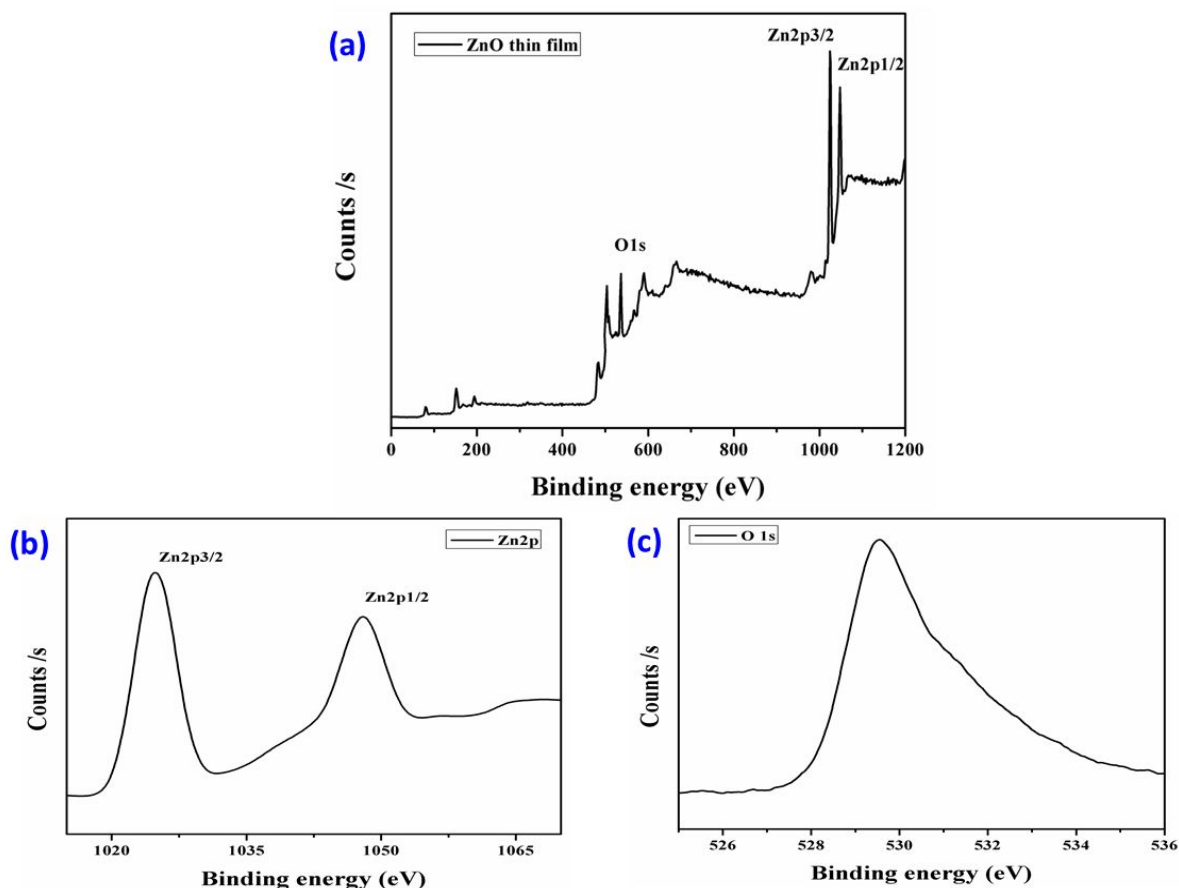 (a)
ZnO thin film
Zn2p3/2
Zn2p1/2
O1s
Counts /s
0 200 400 600 800 1000 1200
Binding energy (eV)
(b)
Zn2p
Zn2p3/2
Zn2p1/2
Counts /s
1020 1035 1050 1065
Binding energy (eV)
(c)
O 1s
Counts /s
526 528 530 532 534 536
Binding energy (eV)